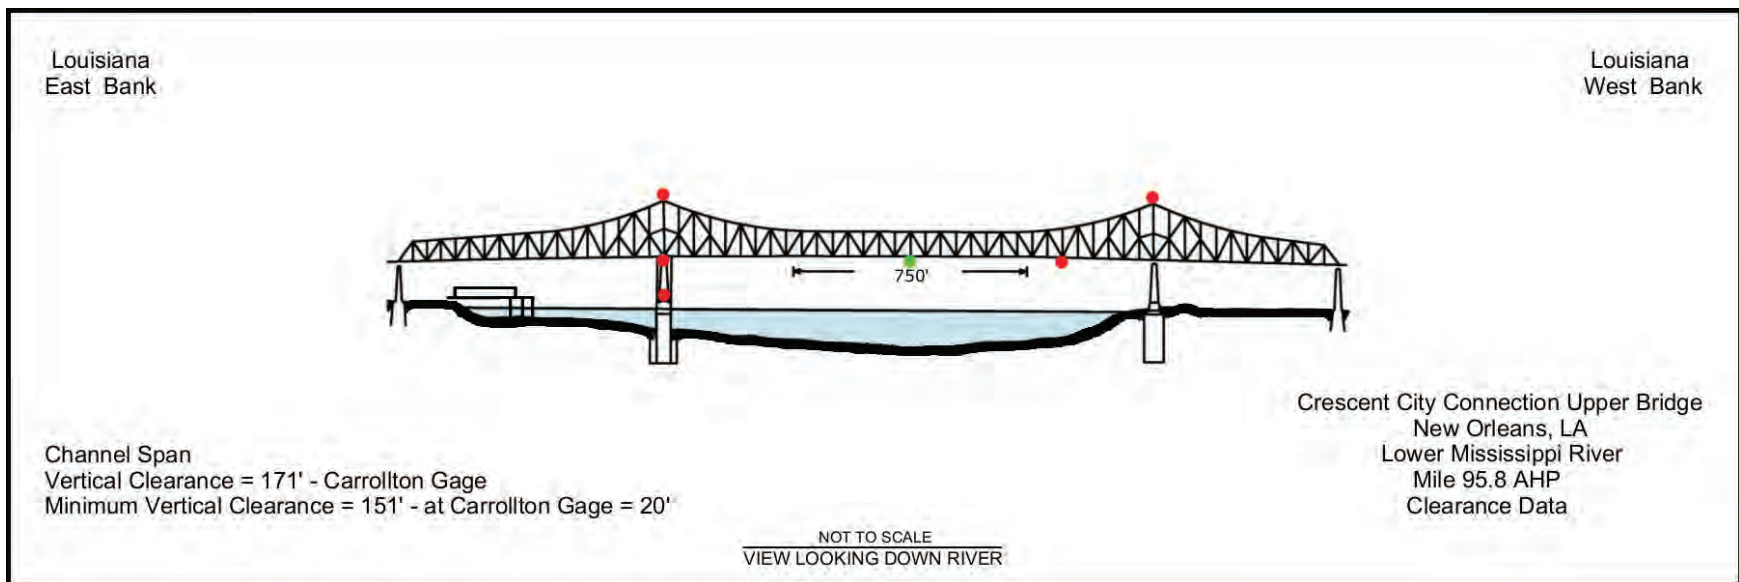 Louisiana
East Bank
Louisiana
West Bank
750'
Crescent City Connection Upper Bridge
New Orleans, LA
Lower Mississippi River
Mile 95.8 AHP
Clearance Data
Channel Span
Vertical Clearance = 171' - Carrollton Gage
Minimum Vertical Clearance = 151' - at Carrollton Gage = 20'
NOT TO SCALE
VIEW LOOKING DOWN RIVER